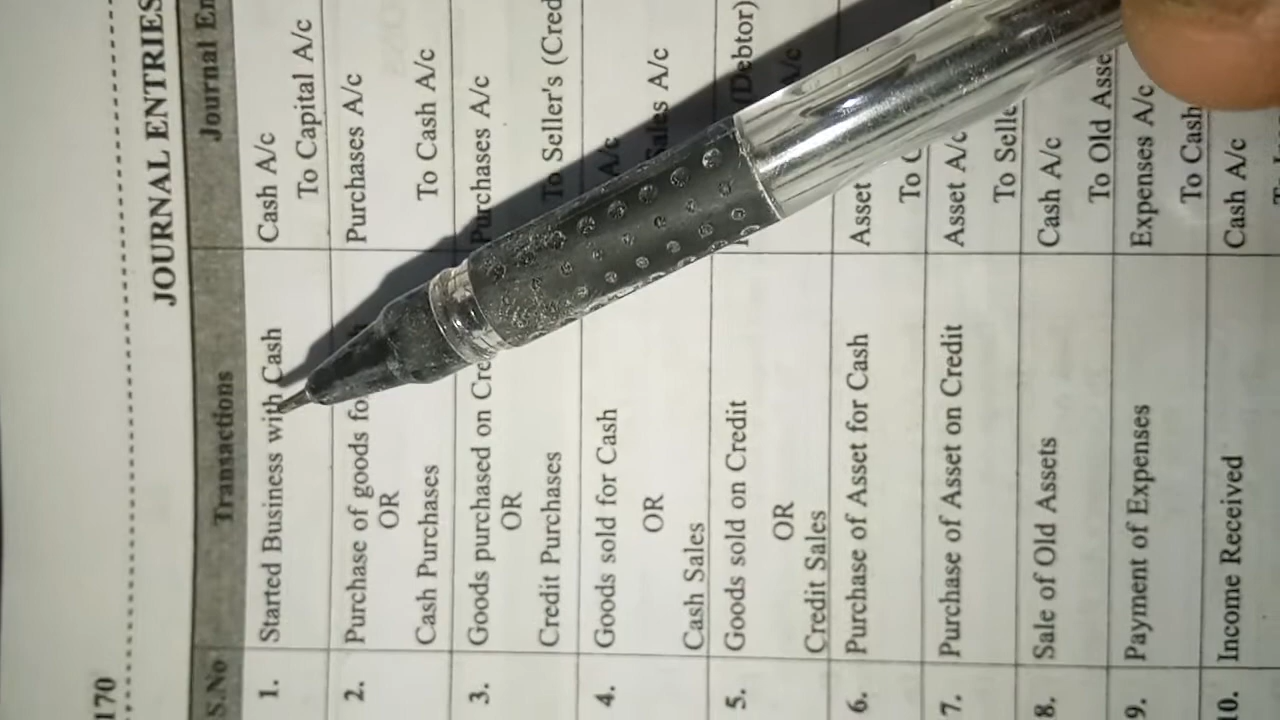 170
JOURNAL ENTRIES
S.No Transactions Journal En
1. Started Business with Cash Cash A/c
To Capital A/c
2. Purchase of goods Purchases A/c
OR
Cash Purchases To Cash A/c
3. Goods purchased on Cre Purchases A/c
OR
Credit Purchases To Seller's (Cred
4. Goods sold for Cash A/c
OR
Sales A/c
Cash Sales
5. Goods sold on Credit (Debtor)
OR
A/c
Credit Sales
6. Purchase of Asset for Cash Asset
To C
7. Purchase of Asset on Credit Asset A/c
To Selle
8. Sale of Old Assets Cash A/c
To Old Asse
9. Payment of Expenses Expenses A/c
To Cash
10. Income Received Cash A/c